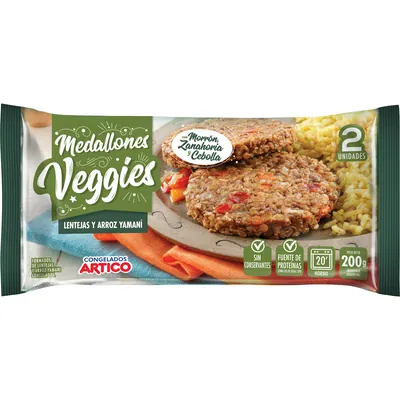 Medallones
Veggies
LENTEJAS Y ARROZ YAMANÍ
CON
Morrón,
Zanahoria
y Cebolla
2
UNIDADES
CONGELADOS
ARTICO
SIN
CONSERVANTES
FUENTE DE
PROTEÍNAS
20'
HORNO
200g